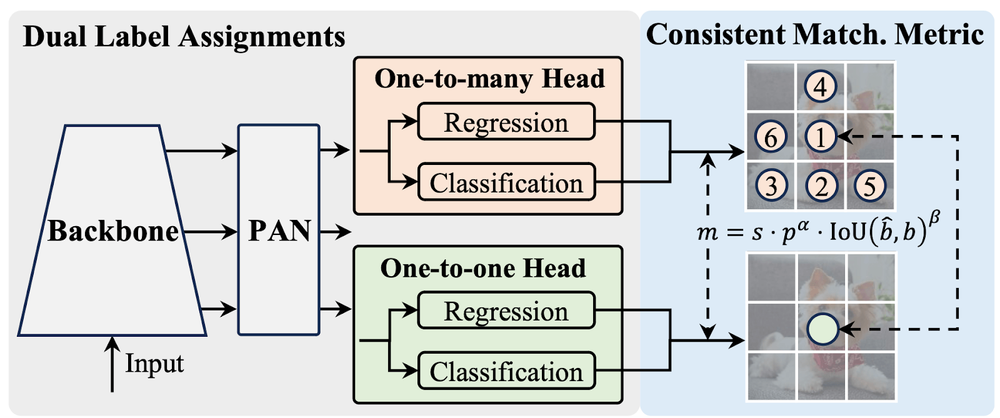 Dual Label Assignments
Consistent Match. Metric
One-to-many Head
Regression
Classification
Backbone
PAN
Input
One-to-one Head
Regression
Classification
4
6 1
3 2 5
m = s · p^α · IoU(b̂, b)^β